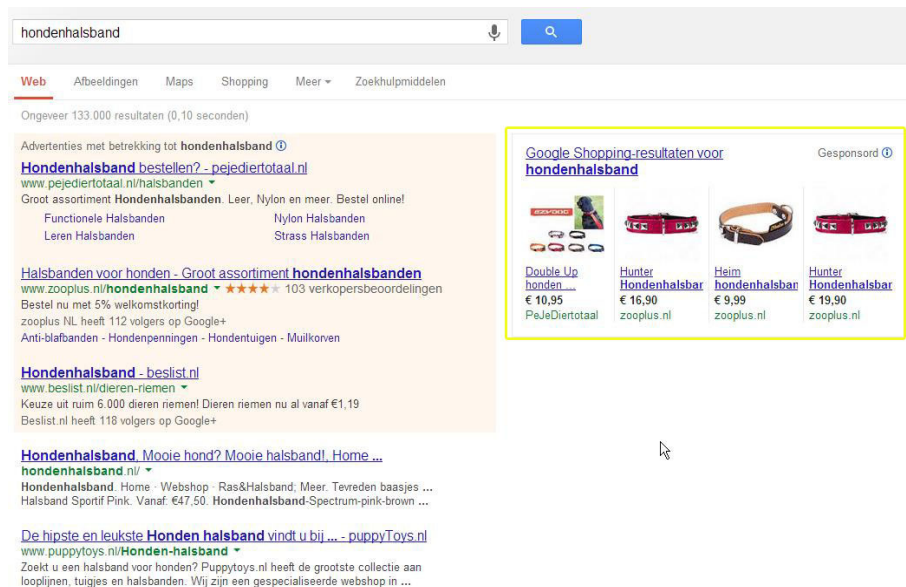 hondenhalsband
Web Afbeeldingen Maps Shopping Meer Zoekhulpmiddelen
Ongeveer 133.000 resultaten (0,10 seconden)
Advertenties met betrekking tot hondenhalsband
Hondenhalsband bestellen? - pejediertotaal.nl
www.pejediertotaal.nl/halsbanden
Groot assortiment Hondenhalsbanden. Leer, Nylon en meer. Bestel online!
Functionele Halsbanden Nylon Halsbanden
Leren Halsbanden Strass Halsbanden
Halsbanden voor honden - Groot assortiment hondenhalsbanden
www.zooplus.nl/hondenhalsband 103 verkopersbeoordelingen
Bestel nu met 5% welkomstkorting!
zooplus NL heeft 112 volgers op Google+
Anti-blafbanden - Hondenpenningen - Hondentuigen - Muilkorven
Hondenhalsband - beslist.nl
www.beslist.nl/dieren-riemen
Keuze uit ruim 6.000 dieren riemen! Dieren riemen nu al vanaf €1,19
Beslist.nl heeft 118 volgers op Google+
Hondenhalsband, Mooie hond? Mooie halsband!, Home ...
hondenhalsband.nl/
Hondenhalsband. Home · Webshop · Ras&Halsband; Meer. Tevreden baasjes ...
Halsband Sportif Pink. Vanaf: €47,50. Hondenhalsband-Spectrum-pink-brown ...
De hipste en leukste Honden halsband vindt u bij ... - puppyToys.nl
www.puppytoys.nl/Honden-halsband
Zoekt u een halsband voor honden? Puppytoys.nl heeft de grootste collectie aan
looplijnen, tuigjes en halsbanden. Wij zijn een gespecialiseerde webshop in ...
Google Shopping-resultaten voor Gesponsord
hondenhalsband
EZYDOG
Double Up Hunter Heim Hunter
honden ... Hondenhalsbar hondenhalsban Hondenhalsbar
€ 10,95 € 16,90 € 9,99 € 19,90
PeJeDiertotaal zooplus.nl zooplus.nl zooplus.nl